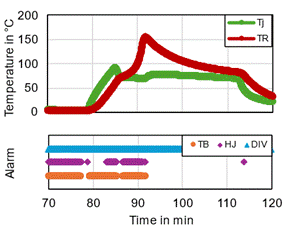 Temperature in °C
200
150
100
50
0
Tj
TR
Alarm
TB HJ DIV
70 80 90 100 110 120
Time in min